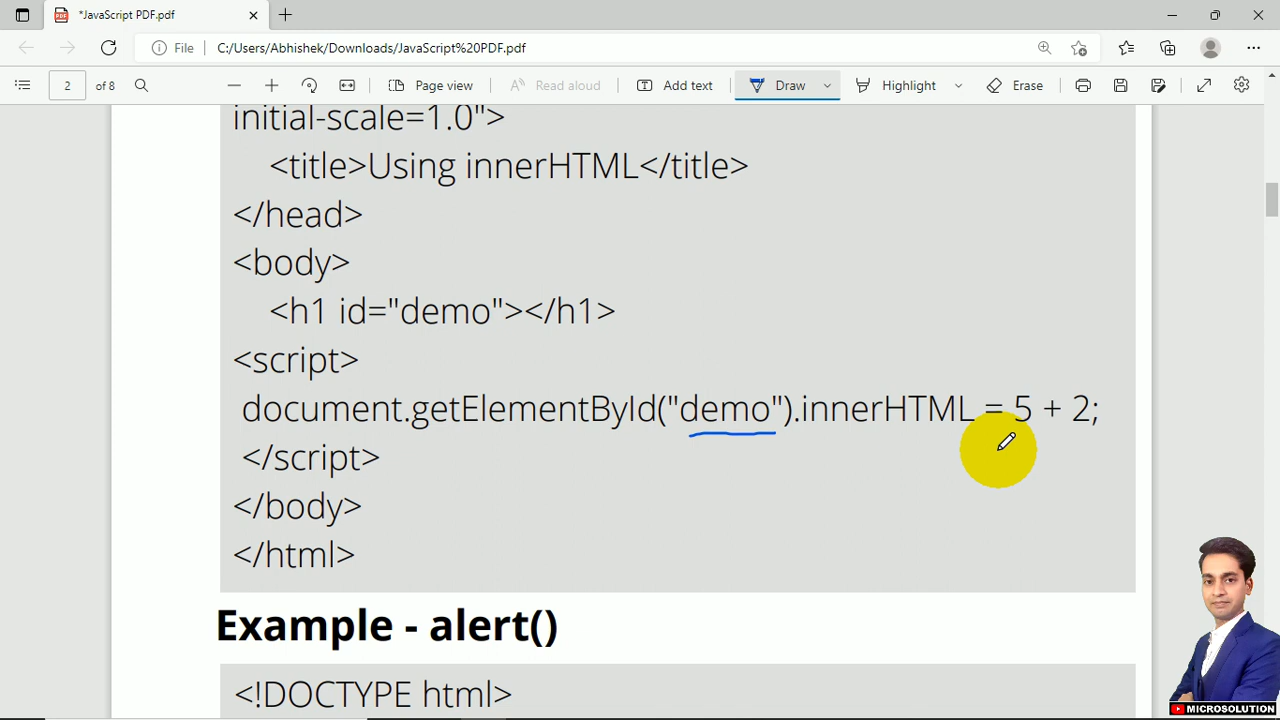 *JavaScript PDF.pdf
File C:/Users/Abhishek/Downloads/JavaScript%20PDF.pdf
2 of 8 Page view Read aloud Add text Draw Highlight Erase
initial-scale=1.0">
<title>Using innerHTML</title>
</head>
<body>
<h1 id="demo"></h1>
<script>
document.getElementById("demo").innerHTML = 5 + 2;
</script>
</body>
</html>
Example - alert()
<!DOCTYPE html>
MICROSOLUTION